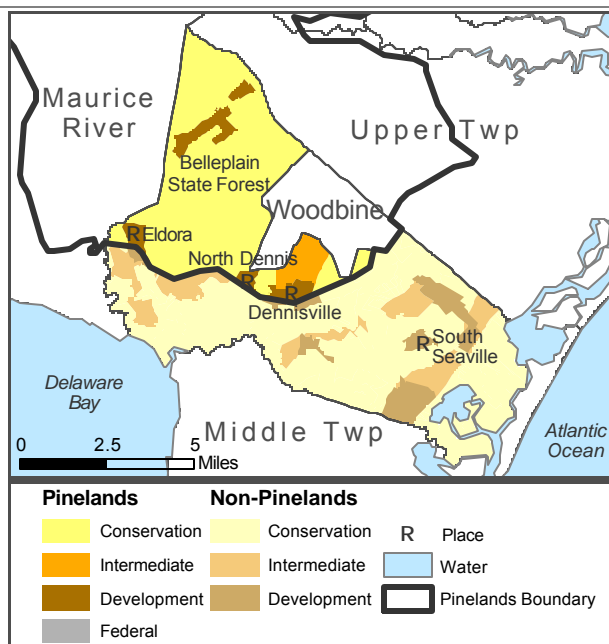 Maurice
River
Upper Twp
Belleplain
State Forest
Woodbine
R Eldora
North Dennis
R
R
Dennisville
R South
Seaville
Delaware
Bay
Middle Twp
Atlantic
Ocean
0 2.5 5
Miles
Pinelands Non-Pinelands
Conservation Conservation R Place
Intermediate Intermediate Water
Development Development Pinelands Boundary
Federal